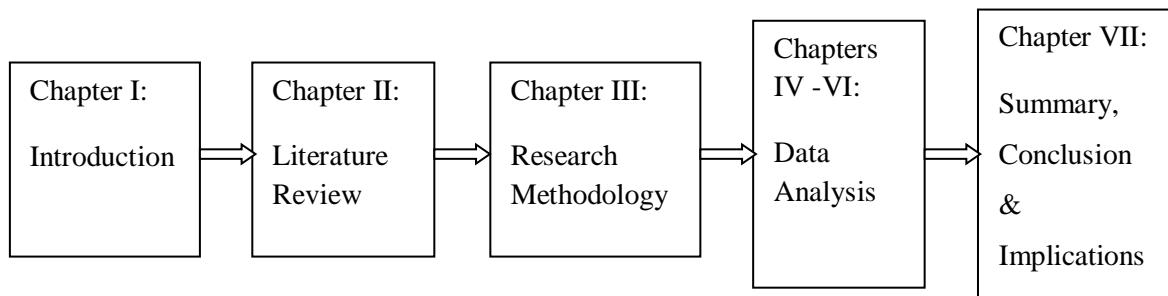 Chapter I:
Introduction
Chapter II:
Literature
Review
Chapter III:
Research
Methodology
Chapters
IV -VI:
Data
Analysis
Chapter VII:
Summary,
Conclusion
&
Implications